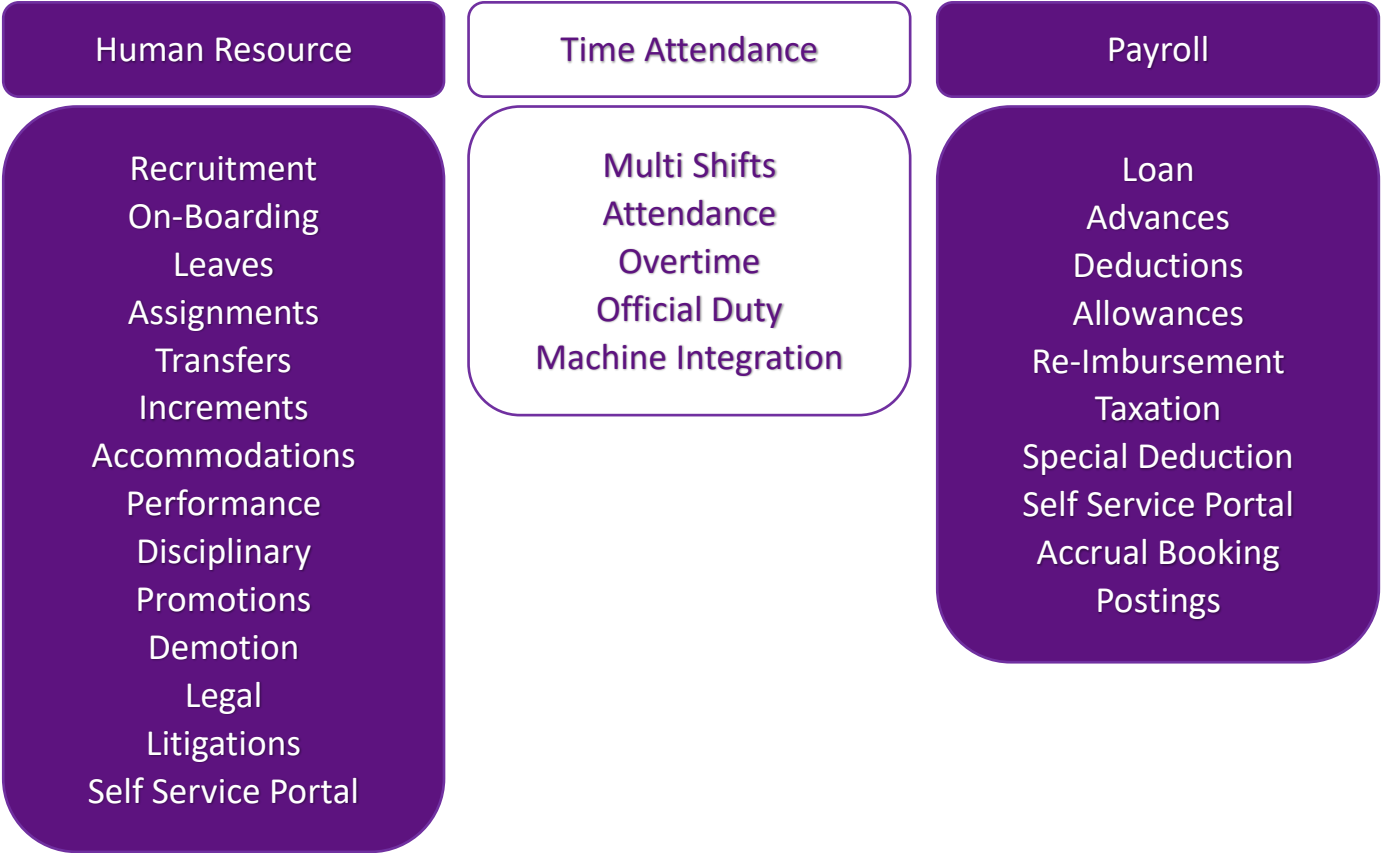 Human Resource
Recruitment
On-Boarding
Leaves
Assignments
Transfers
Increments
Accommodations
Performance
Disciplinary
Promotions
Demotion
Legal
Litigations
Self Service Portal
Time Attendance
Multi Shifts
Attendance
Overtime
Official Duty
Machine Integration
Payroll
Loan
Advances
Deductions
Allowances
Re-Imbursement
Taxation
Special Deduction
Self Service Portal
Accrual Booking
Postings